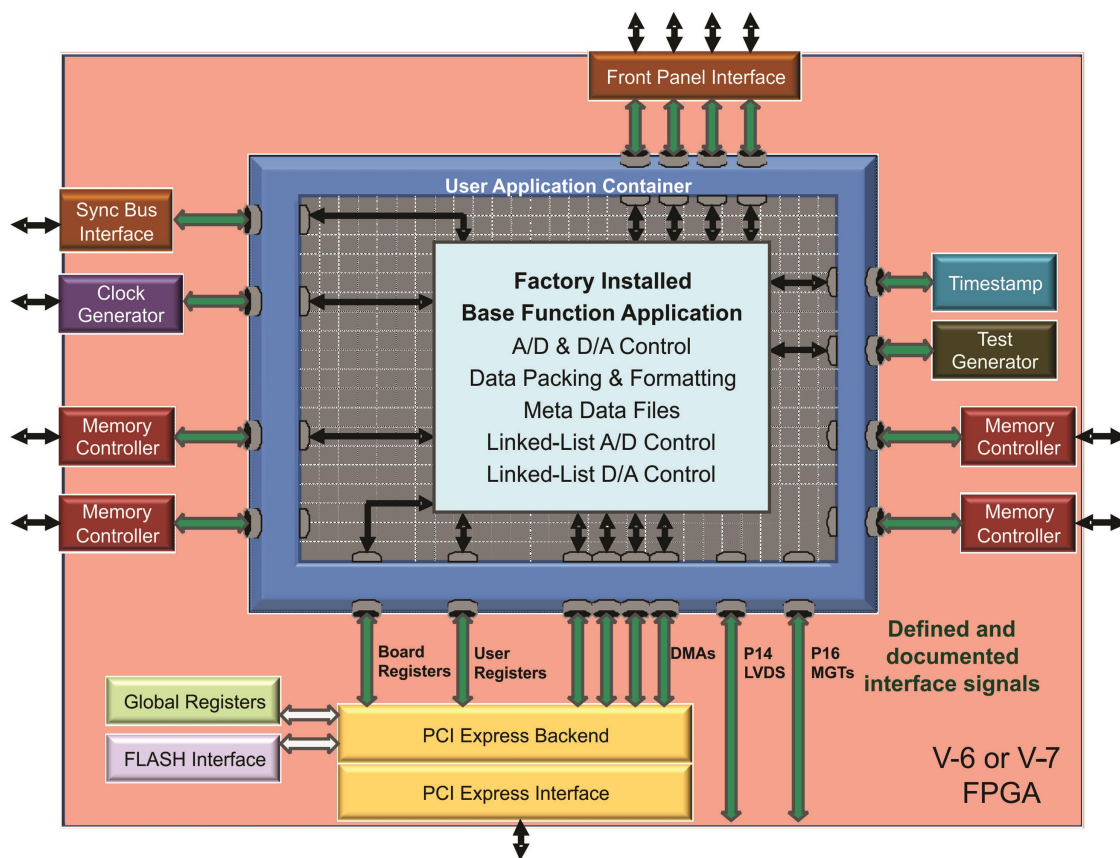 Front Panel Interface
User Application Container
Sync Bus
Interface
Clock
Generator
Memory
Controller
Memory
Controller
Factory Installed
Base Function Application
A/D & D/A Control
Data Packing & Formatting
Meta Data Files
Linked-List A/D Control
Linked-List D/A Control
Timestamp
Test
Generator
Memory
Controller
Memory
Controller
Board
Registers
User
Registers
DMAs
P14
LVDS
P16
MGTs
Defined and
documented
interface signals
Global Registers
FLASH Interface
PCI Express Backend
PCI Express Interface
V-6 or V-7
FPGA